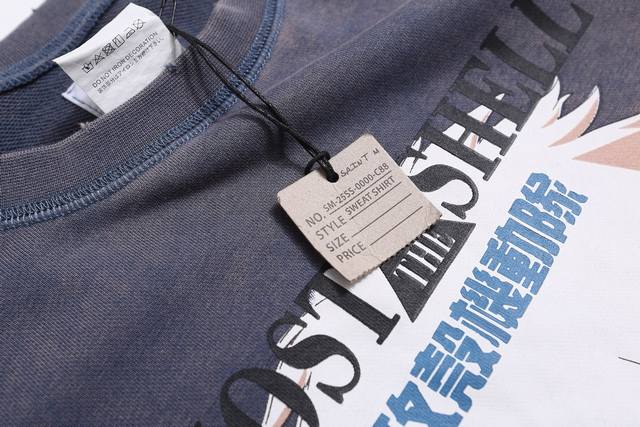 DO NOT IRON DECORATION
SAINT M
NO. SM-2555-0000-C88
STYLE SWEAT SHIRT
SIZE
PRICE
OST THE SHELL
殻機動隊